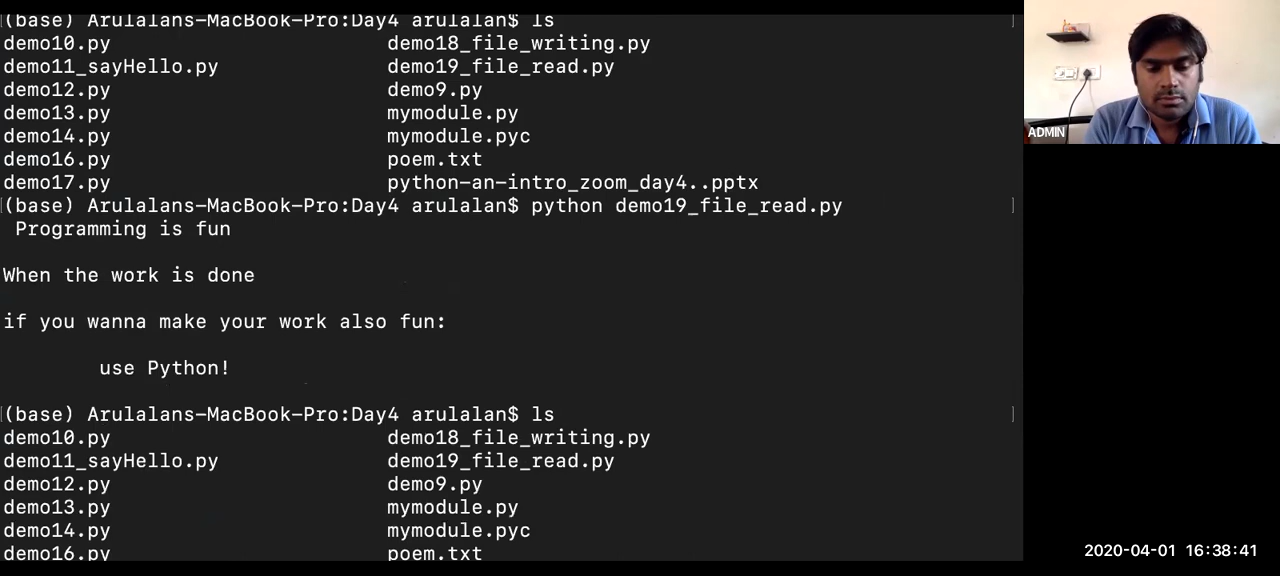 (base) Arulalans-MacBook-Pro:Day4 arulalan$ ls
demo10.py demo18_file_writing.py
demo11_sayHello.py demo19_file_read.py
demo12.py demo9.py
demo13.py mymodule.py
demo14.py mymodule.pyc
demo16.py poem.txt
demo17.py python-an-intro_zoom_day4..pptx
(base) Arulalans-MacBook-Pro:Day4 arulalan$ python demo19_file_read.py
Programming is fun
When the work is done
if you wanna make your work also fun:
use Python!
(base) Arulalans-MacBook-Pro:Day4 arulalan$ ls
demo10.py demo18_file_writing.py
demo11_sayHello.py demo19_file_read.py
demo12.py demo9.py
demo13.py mymodule.py
demo14.py mymodule.pyc
demo16.py poem.txt
ADMIN
2020-04-01 16:38:41